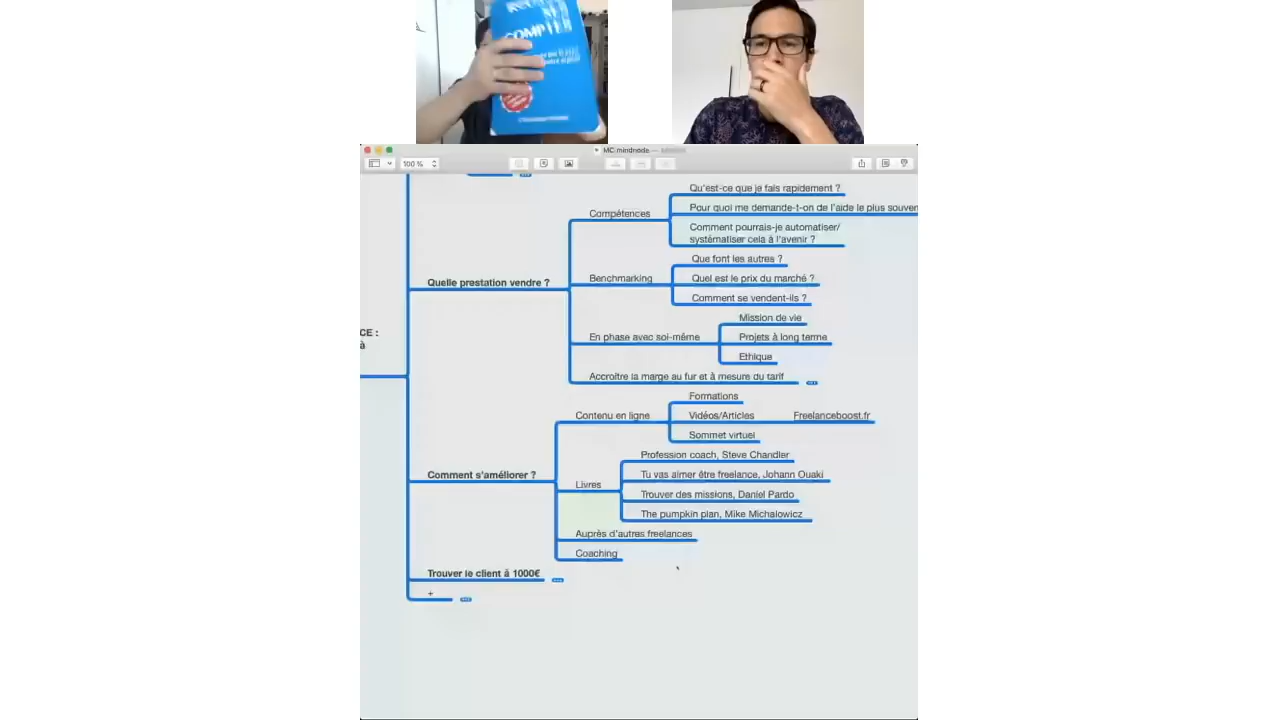 COMPTER
MC.mindnode —
100 %
Qu'est-ce que je fais rapidement ?
Pour quoi me demande-t-on de l'aide le plus souven
Compétences
Comment pourrais-je automatiser/
systématiser cela à l'avenir ?
Que font les autres ?
Quelle prestation vendre ?
Benchmarking
Quel est le prix du marché ?
Comment se vendent-ils ?
Mission de vie
CE :
à
En phase avec soi-même
Projets à long terme
Ethique
Accroître la marge au fur et à mesure du tarif
Formations
Contenu en ligne
Vidéos/Articles
Freelanceboost.fr
Sommet virtuel
Profession coach, Steve Chandler
Comment s'améliorer ?
Tu vas aimer être freelance, Johann Ouaki
Livres
Trouver des missions, Daniel Pardo
The pumpkin plan, Mike Michalowicz
Auprès d'autres freelances
Coaching
Trouver le client à 1000€
+